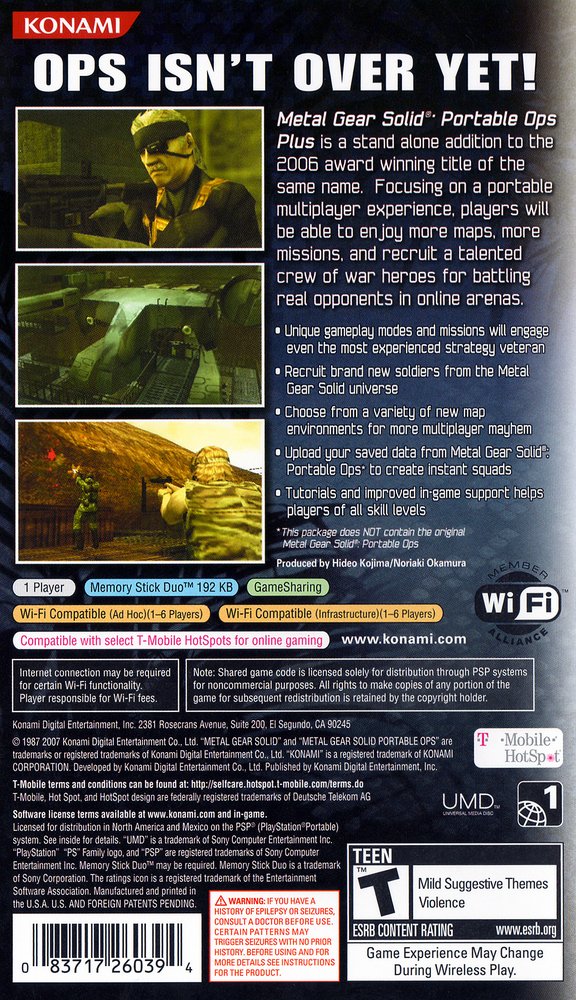 KONAMI
OPS ISN'T OVER YET!
Metal Gear Solid®: Portable Ops
Plus is a stand alone addition to the
2006 award winning title of the
same name. Focusing on a portable
multiplayer experience, players will
be able to enjoy more maps, more
missions, and recruit a talented
crew of war heroes for battling
real opponents in online arenas.
• Unique gameplay modes and missions will engage
even the most experienced strategy veteran
• Recruit brand new soldiers from the Metal
Gear Solid universe
• Choose from a variety of new map
environments for more multiplayer mayhem
• Upload your saved data from Metal Gear Solid®:
Portable Ops* to create instant squads
• Tutorials and improved in-game support helps
players of all skill levels
*This package does NOT contain the original
Metal Gear Solid®: Portable Ops
Produced by Hideo Kojima/Noriaki Okamura
1 Player
Memory Stick Duo™ 192 KB
GameSharing
Wi-Fi Compatible (Ad Hoc)(1–6 Players)
Wi-Fi Compatible (Infrastructure)(1–6 Players)
Compatible with select T-Mobile HotSpots for online gaming
www.konami.com
MEMBER
Wi Fi
ALLIANCE
Internet connection may be required
for certain Wi-Fi functionality.
Player responsible for Wi-Fi fees.
Note: Shared game code is licensed solely for distribution through PSP systems
for noncommercial purposes. All rights to make copies of any portion of the
game for subsequent redistribution is retained by the copyright holder.
Konami Digital Entertainment, Inc. 2381 Rosecrans Avenue, Suite 200, El Segundo, CA 90245
© 1987 2007 Konami Digital Entertainment Co., Ltd. "METAL GEAR SOLID" and "METAL GEAR SOLID PORTABLE OPS" are
trademarks or registered trademarks of Konami Digital Entertainment Co., Ltd. "KONAMI" is a registered trademark of KONAMI
CORPORATION. Developed by Konami Digital Entertainment Co., Ltd. Published by Konami Digital Entertainment, Inc.
T-Mobile terms and conditions can be found at: http://selfcare.hotspot.t-mobile.com/terms.do
T-Mobile, Hot Spot, and HotSpot design are federally registered trademarks of Deutsche Telekom AG
T · Mobile ·
HotSpot
Software license terms available at www.konami.com and in-game.
Licensed for distribution in North America and Mexico on the PSP® (PlayStation®Portable)
system. See inside for details. "UMD" is a trademark of Sony Computer Entertainment Inc.
"PlayStation" "PS" Family logo, and "PSP" are registered trademarks of Sony Computer
Entertainment Inc. Memory Stick Duo™ may be required. Memory Stick Duo is a trademark
of Sony Corporation. The ratings icon is a registered trademark of the Entertainment
Software Association. Manufactured and printed in
the U.S.A. U.S. AND FOREIGN PATENTS PENDING.
UMD™
UNIVERSAL MEDIA DISC
1
TEEN
T™
Mild Suggestive Themes
Violence
ESRB CONTENT RATING www.esrb.org
Game Experience May Change
During Wireless Play.
WARNING: IF YOU HAVE A
HISTORY OF EPILEPSY OR SEIZURES,
CONSULT A DOCTOR BEFORE USE.
CERTAIN PATTERNS MAY
TRIGGER SEIZURES WITH NO PRIOR
HISTORY. BEFORE USING AND FOR
MORE DETAILS SEE INSTRUCTIONS
FOR THE PRODUCT.
0 83717 26039 4